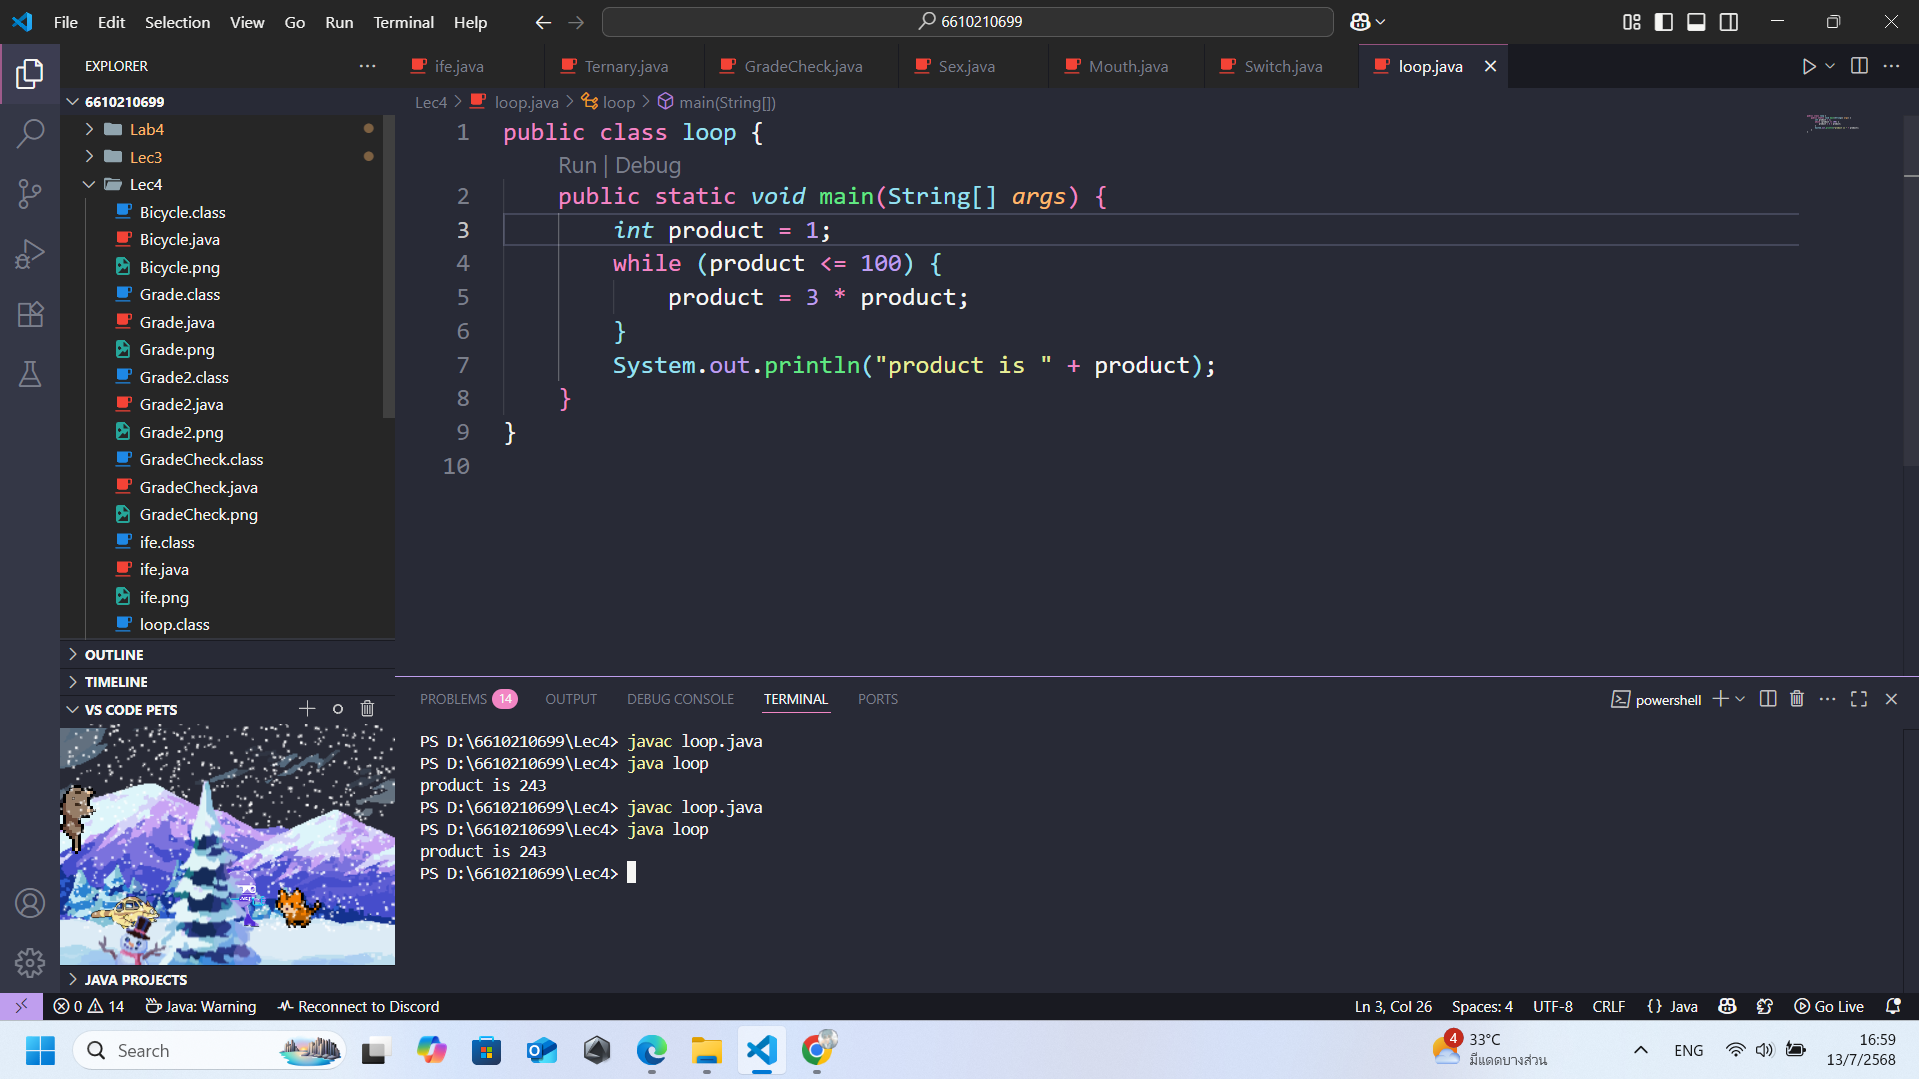 File Edit Selection View Go Run Terminal Help
6610210699
EXPLORER
6610210699
Lab4
Lec3
Lec4
Bicycle.class
Bicycle.java
Bicycle.png
Grade.class
Grade.java
Grade.png
Grade2.class
Grade2.java
Grade2.png
GradeCheck.class
GradeCheck.java
GradeCheck.png
ife.class
ife.java
ife.png
loop.class
OUTLINE
TIMELINE
VS CODE PETS
JAVA PROJECTS
ife.java Ternary.java GradeCheck.java Sex.java Mouth.java Switch.java loop.java
Lec4 > loop.java > loop > main(String[])
1 public class loop {
Run | Debug
2 public static void main(String[] args) {
3 int product = 1;
4 while (product <= 100) {
5 product = 3 * product;
6 }
7 System.out.println("product is " + product);
8 }
9 }
10
PROBLEMS 14 OUTPUT DEBUG CONSOLE TERMINAL PORTS
powershell
PS D:\6610210699\Lec4> javac loop.java
PS D:\6610210699\Lec4> java loop
product is 243
PS D:\6610210699\Lec4> javac loop.java
PS D:\6610210699\Lec4> java loop
product is 243
PS D:\6610210699\Lec4>
0 14 Java: Warning Reconnect to Discord
Ln 3, Col 26 Spaces: 4 UTF-8 CRLF {} Java Go Live
Search
4
33°C
มีแดดบางส่วน
ENG
16:59
13/7/2568